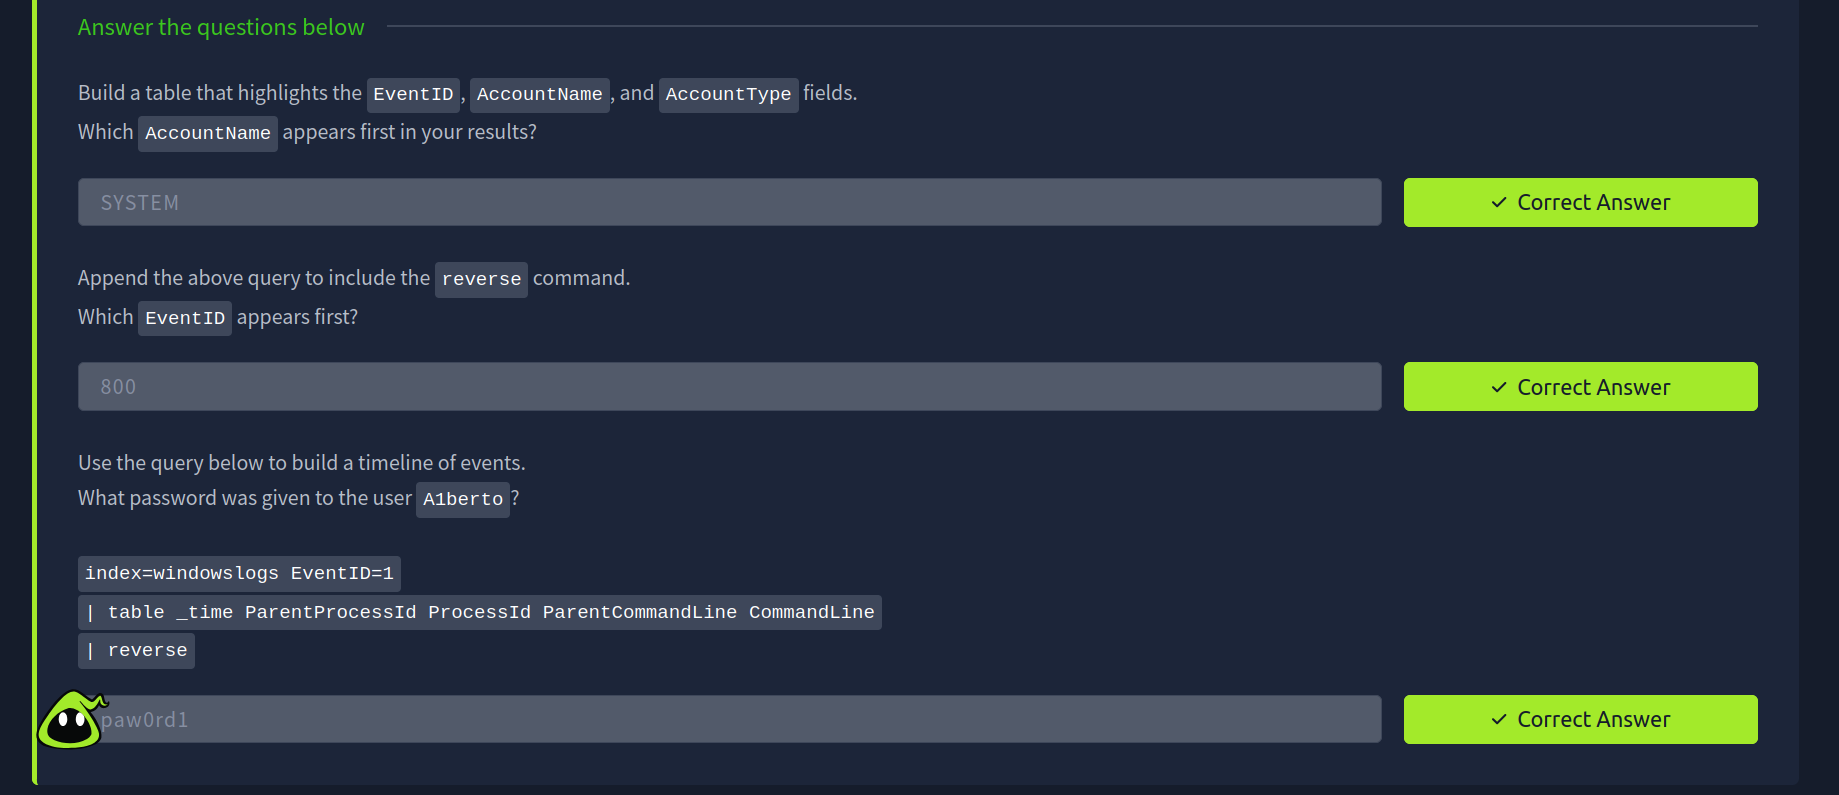 Answer the questions below
Build a table that highlights the EventID, AccountName, and AccountType fields.
Which AccountName appears first in your results?
SYSTEM
✓ Correct Answer
Append the above query to include the reverse command.
Which EventID appears first?
800
✓ Correct Answer
Use the query below to build a timeline of events.
What password was given to the user A1berto?
index=windowslogs EventID=1
| table _time ParentProcessId ProcessId ParentCommandLine CommandLine
| reverse
paw0rd1
✓ Correct Answer